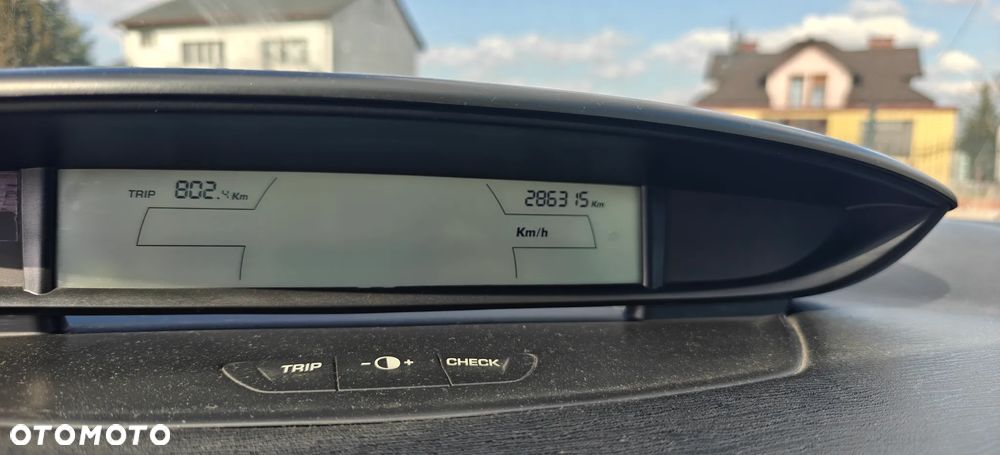 TRIP 802.4 Km
286315 Km
Km/h
TRIP - + CHECK
OTOMOTO